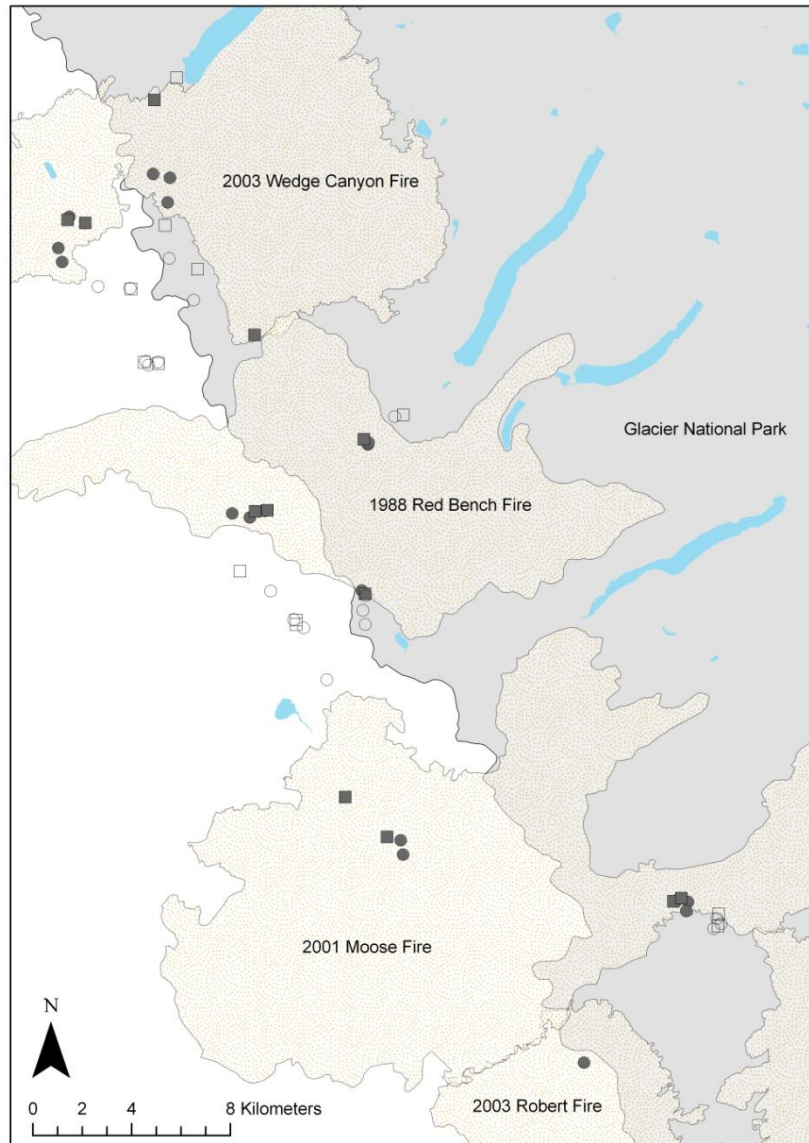 2003 Wedge Canyon Fire
Glacier National Park
1988 Red Bench Fire
2001 Moose Fire
N
0 2 4 8 Kilometers
2003 Robert Fire